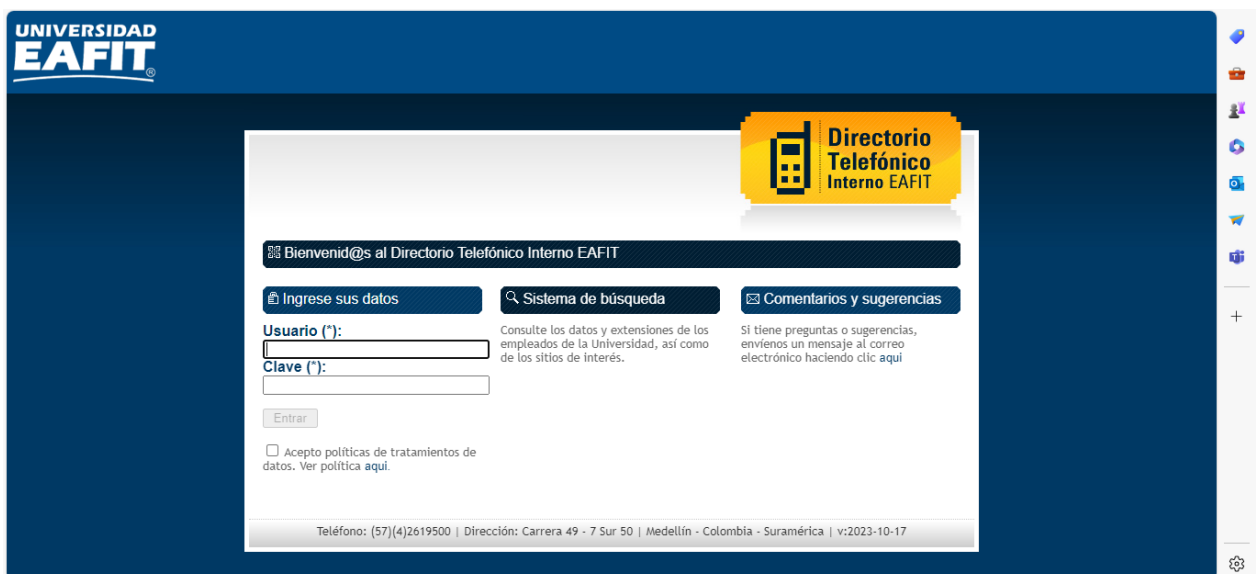 UNIVERSIDAD
EAFIT®
Directorio
Telefónico
Interno EAFIT
Bienvenid@s al Directorio Telefónico Interno EAFIT
Ingrese sus datos
Usuario (*):
Clave (*):
Entrar
Acepto políticas de tratamientos de
datos. Ver política aqui.
Sistema de búsqueda
Consulte los datos y extensiones de los
empleados de la Universidad, así como
de los sitios de interés.
Comentarios y sugerencias
Si tiene preguntas o sugerencias,
envíenos un mensaje al correo
electrónico haciendo clic aqui
Teléfono: (57)(4)2619500 | Dirección: Carrera 49 - 7 Sur 50 | Medellín - Colombia - Suramérica | v:2023-10-17